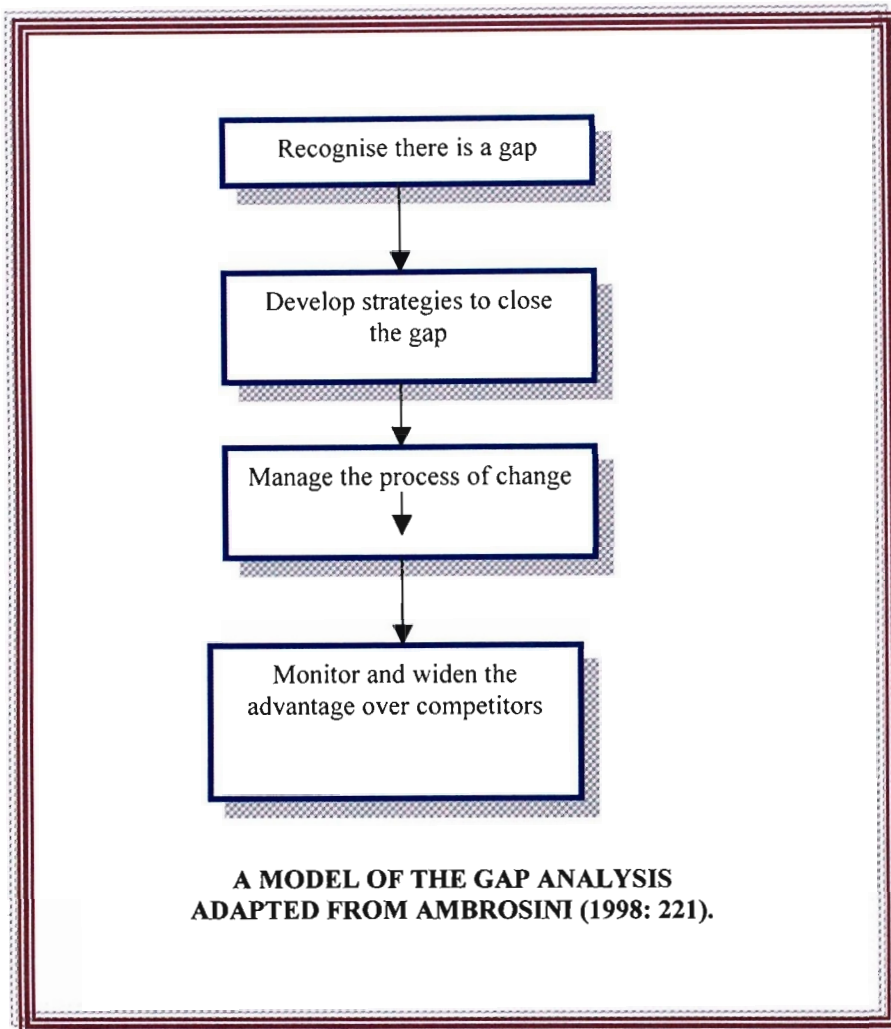 Recognise there is a gap
Develop strategies to close
the gap
Manage the process of change
Monitor and widen the
advantage over competitors
A MODEL OF THE GAP ANALYSIS
ADAPTED FROM AMBROSINI (1998: 221).